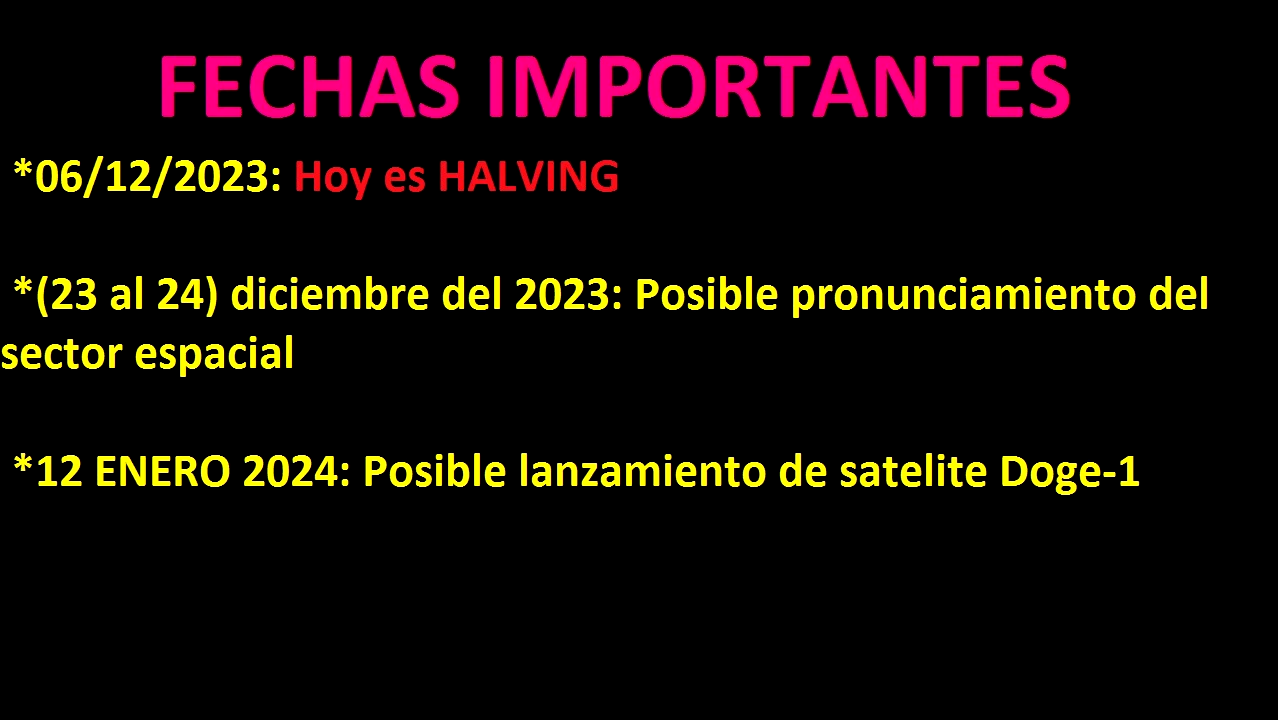 FECHAS IMPORTANTES
*06/12/2023: Hoy es HALVING
*(23 al 24) diciembre del 2023: Posible pronunciamiento del
sector espacial
*12 ENERO 2024: Posible lanzamiento de satelite Doge-1